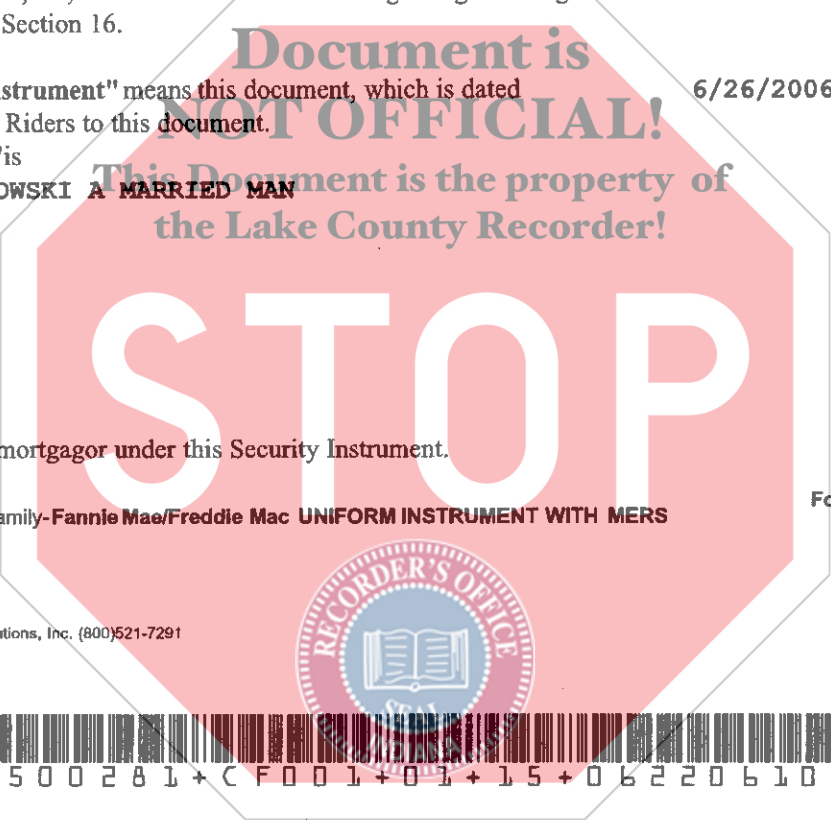 Section 16.
Document is
strument" means this document, which is dated 6/26/2006
NOT OFFICIAL!
Riders to this document.
"is
This Document is the property of
OWSKI A MARRIED MAN
the Lake County Recorder!
STOP
mortgagor under this Security Instrument.
amily-Fannie Mae/Freddie Mac UNIFORM INSTRUMENT WITH MERS Fo
RECORDER'S OFFICE
utions, Inc. (800)521-7291
SEAL
INDIANA
500281+CF001+01+15+06220610